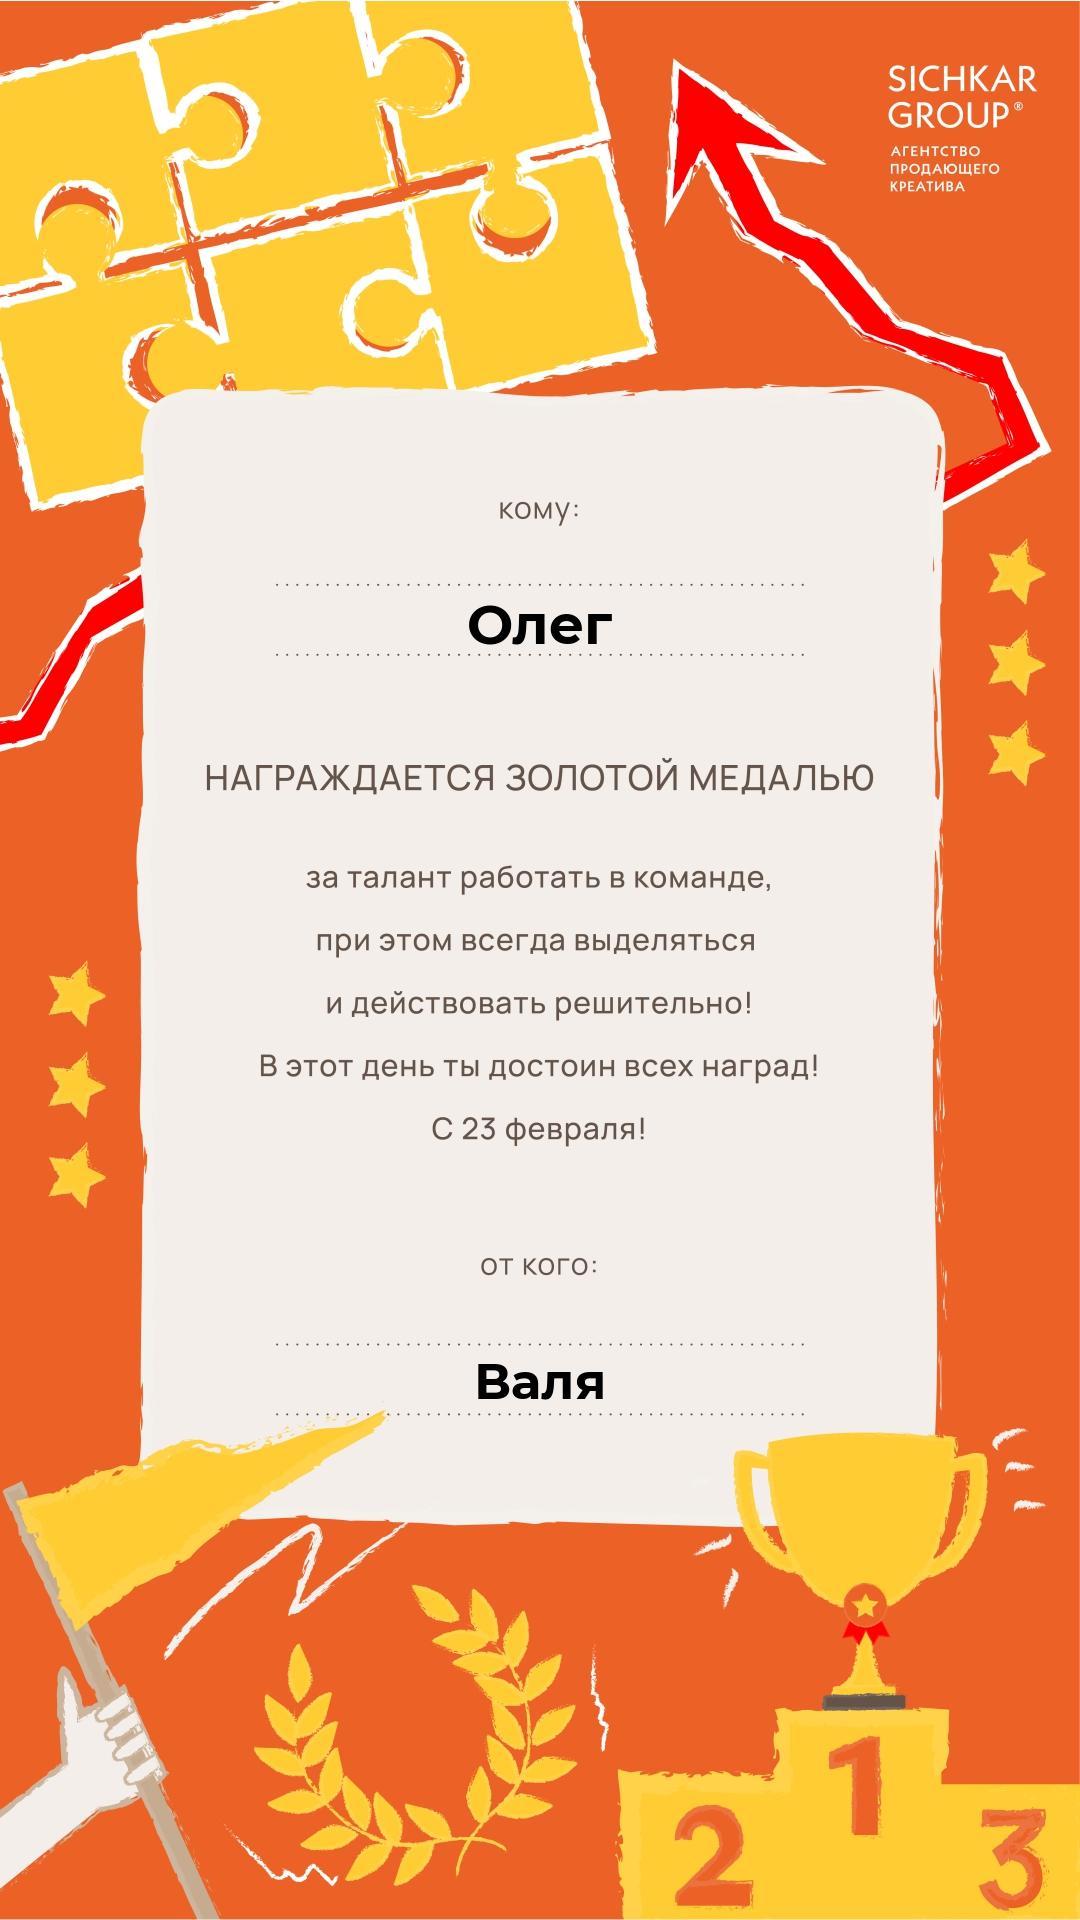 SICHKAR
GROUP®
АГЕНТСТВО
ПРОДАЮЩЕГО
КРЕАТИВА
кому:
Олег
НАГРАЖДАЕТСЯ ЗОЛОТОЙ МЕДАЛЬЮ
за талант работать в команде,
при этом всегда выделяться
и действовать решительно!
В этот день ты достоин всех наград!
С 23 февраля!
от кого:
Валя
1
2
3